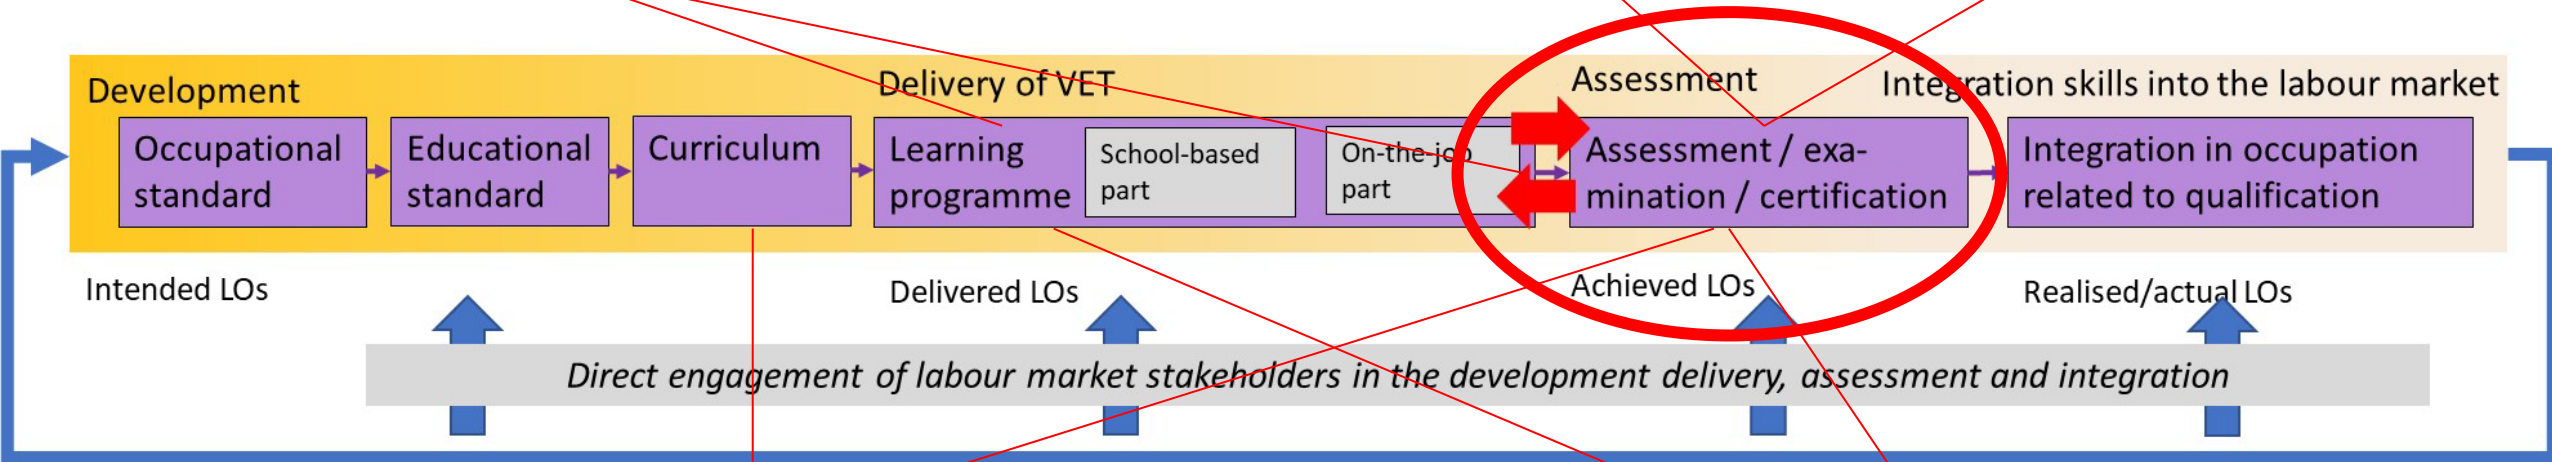 Development
Delivery of VET
Assessment
Integration skills into the labour market
Occupational
standard
Educational
standard
Curriculum
Learning
programme
School-based
part
On-the-job
part
Assessment / exa-
mination / certification
Integration in occupation
related to qualification
Intended LOs
Delivered LOs
Achieved LOs
Realised/actual LOs
Direct engagement of labour market stakeholders in the development delivery, assessment and integration